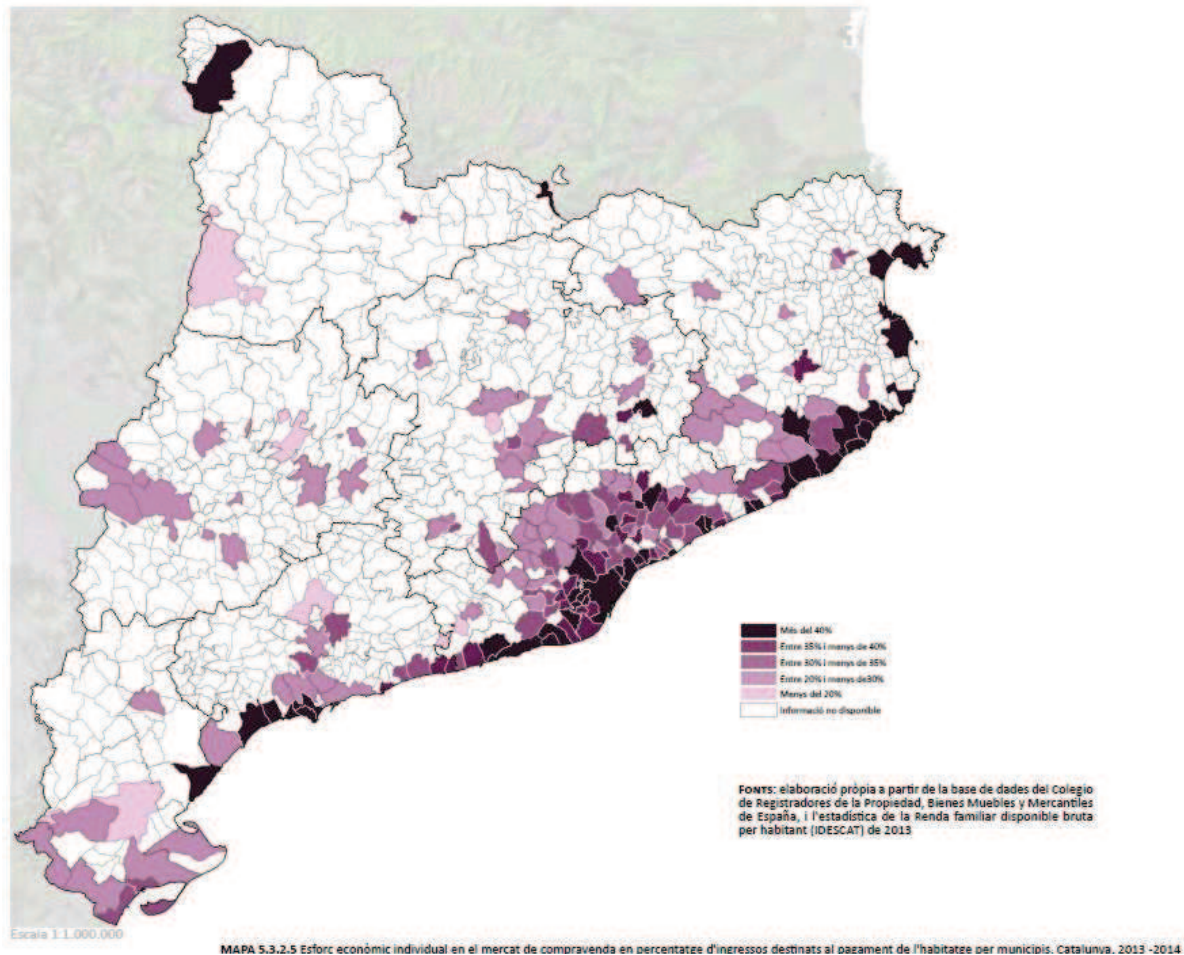 Més del 40%
Entre 35% i menys de 40%
Entre 30% i menys de 35%
Entre 20% i menys de30%
Menys del 20%
Informació no disponible
FONTS: elaboració pròpia a partir de la base de dades del Colegio
de Registradores de la Propiedad, Bienes Muebles y Mercantiles
de España, i l'estadística de la Renda familiar disponible bruta
per habitant (IDESCAT) de 2013
Escala 1:1.000.000
MAPA 5.3.2.5 Esforç econòmic individual en el mercat de compravenda en percentatge d'ingressos destinats al pagament de l'habitatge per municipis. Catalunya, 2013 -2014